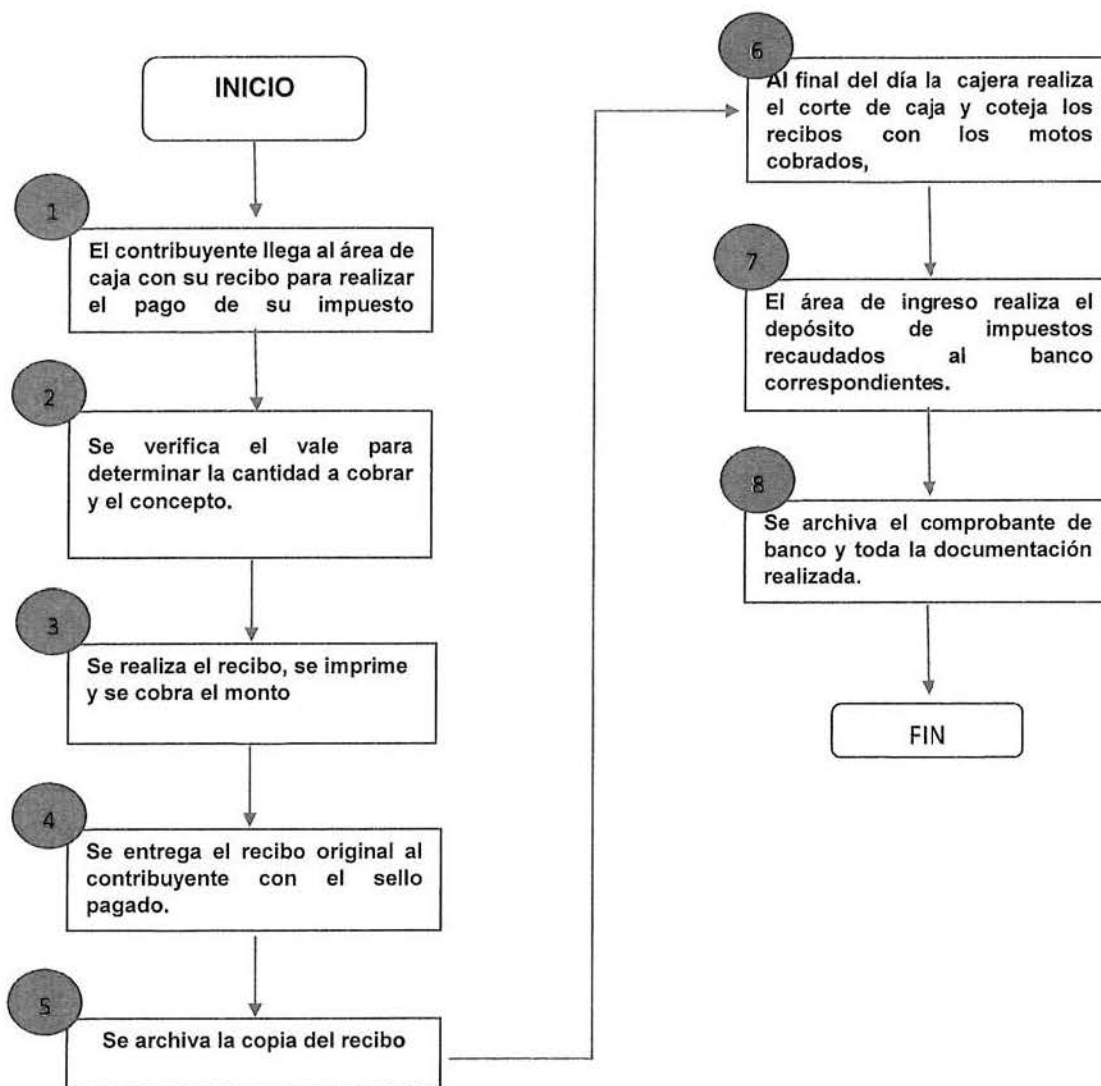 INICIO
1
El contribuyente llega al área de
caja con su recibo para realizar
el pago de su impuesto
2
Se verifica el vale para
determinar la cantidad a cobrar
y el concepto.
3
Se realiza el recibo, se imprime
y se cobra el monto
4
Se entrega el recibo original al
contribuyente con el sello
pagado.
5
Se archiva la copia del recibo
6
Al final del día la cajera realiza
el corte de caja y coteja los
recibos con los motos
cobrados,
7
El área de ingreso realiza el
depósito de impuestos
recaudados al banco
correspondientes.
8
Se archiva el comprobante de
banco y toda la documentación
realizada.
FIN